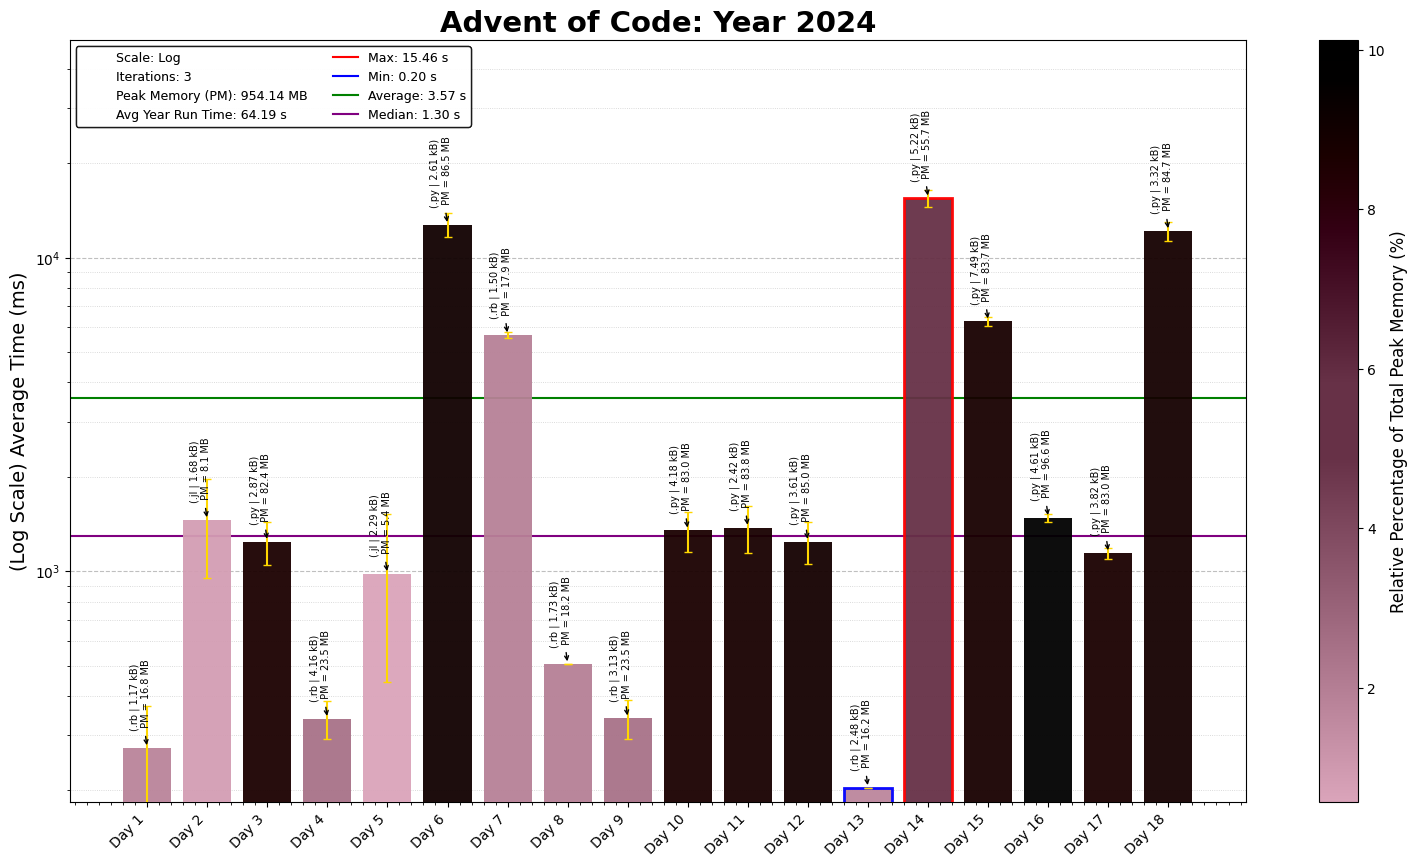 Advent of Code: Year 2024
Scale: Log
Iterations: 3
Peak Memory (PM): 954.14 MB
Avg Year Run Time: 64.19 s
Max: 15.46 s
Min: 0.20 s
Average: 3.57 s
Median: 1.30 s
(Log Scale) Average Time (ms)
10⁴
10³
(.rb | 1.17 kB)
PM = 16.8 MB
(.jl | 1.68 kB)
PM = 8.1 MB
(.py | 2.87 kB)
PM = 82.4 MB
(.rb | 4.16 kB)
PM = 23.5 MB
(.jl | 2.29 kB)
PM = 5.4 MB
(.py | 2.61 kB)
PM = 86.5 MB
(.rb | 1.50 kB)
PM = 17.9 MB
(.rb | 1.73 kB)
PM = 18.2 MB
(.rb | 3.13 kB)
PM = 23.5 MB
(.py | 4.18 kB)
PM = 83.0 MB
(.py | 2.42 kB)
PM = 83.8 MB
(.py | 3.61 kB)
PM = 85.0 MB
(.rb | 2.48 kB)
PM = 16.2 MB
(.py | 5.22 kB)
PM = 55.7 MB
(.py | 7.49 kB)
PM = 83.7 MB
(.py | 4.61 kB)
PM = 96.6 MB
(.py | 3.82 kB)
PM = 83.0 MB
(.py | 3.32 kB)
PM = 84.7 MB
Day 1
Day 2
Day 3
Day 4
Day 5
Day 6
Day 7
Day 8
Day 9
Day 10
Day 11
Day 12
Day 13
Day 14
Day 15
Day 16
Day 17
Day 18
10
8
6
4
2
Relative Percentage of Total Peak Memory (%)